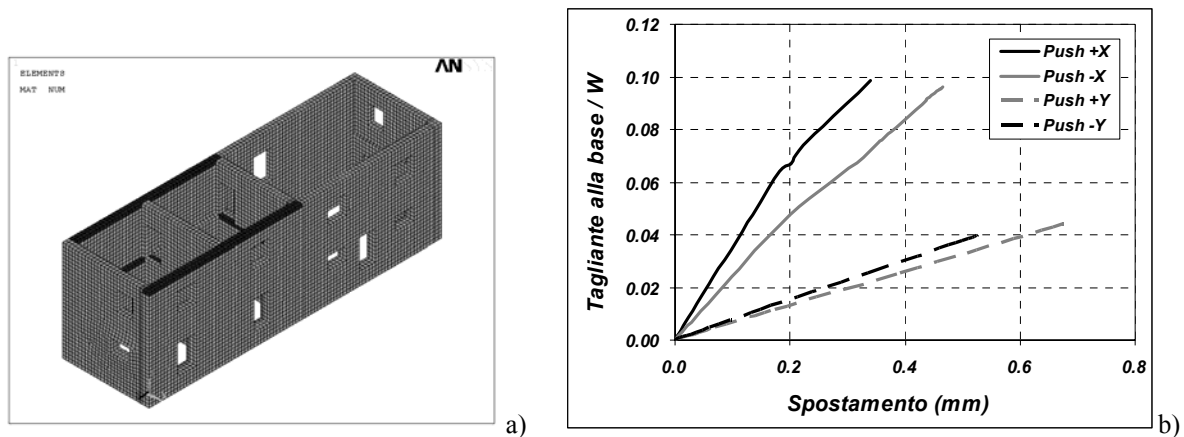 ELEMENTS
MAT NUM
AN
a)
Tagliante alla base / W
0.12
0.10
0.08
0.06
0.04
0.02
0.00
0.0 0.2 0.4 0.6 0.8
Spostamento (mm)
Push +X
Push -X
Push +Y
Push -Y
b)